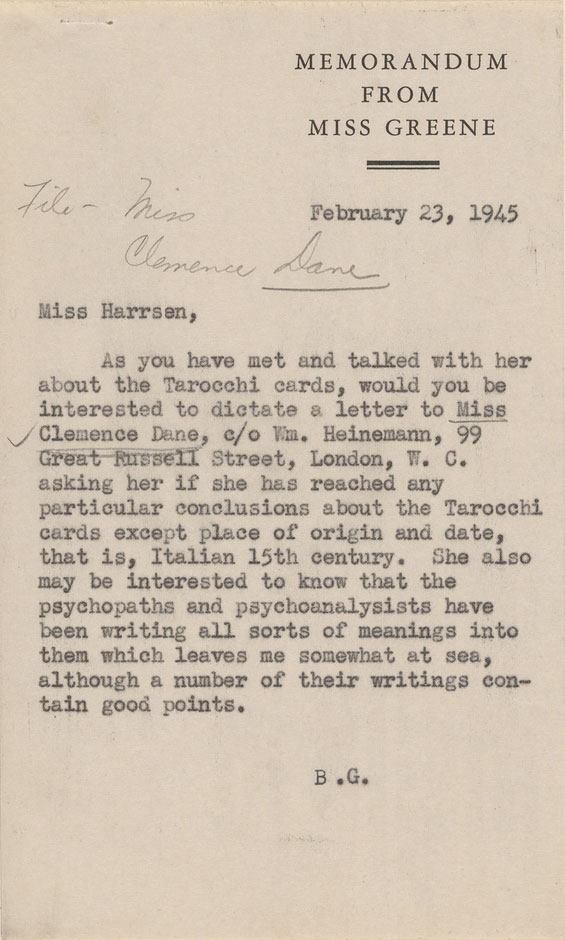 MEMORANDUM
FROM
MISS GREENE
File - Miss
Clemence Dane
February 23, 1945
Miss Harrsen,
As you have met and talked with her
about the Tarocchi cards, would you be
interested to dictate a letter to Miss
Clemence Dane, c/o Wm. Heinemann, 99
Great Russell Street, London, W. C.
asking her if she has reached any
particular conclusions about the Tarocchi
cards except place of origin and date,
that is, Italian 15th century. She also
may be interested to know that the
psychopaths and psychoanalysists have
been writing all sorts of meanings into
them which leaves me somewhat at sea,
although a number of their writings con-
tain good points.
B.G.